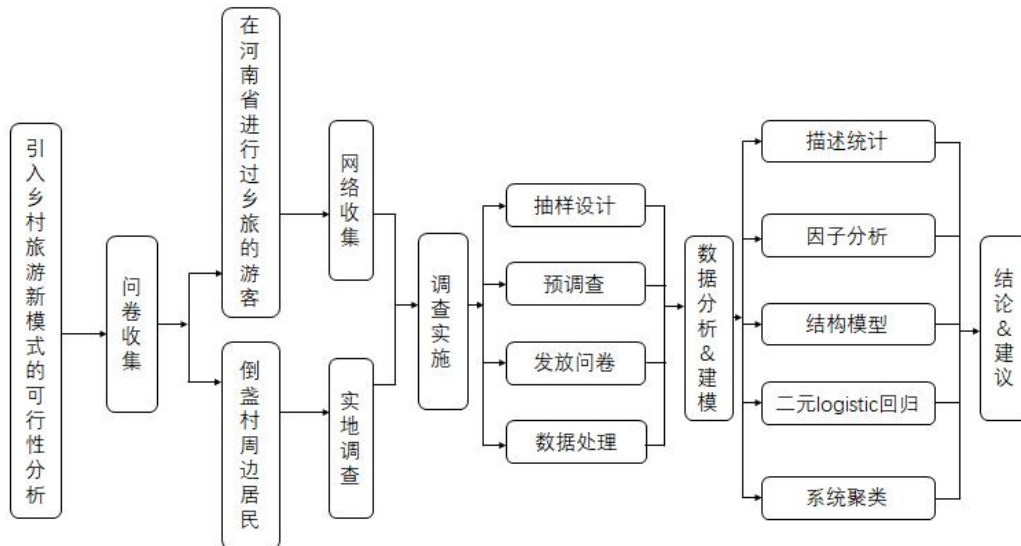 引入乡村旅游新模式的可行性分析
问卷收集
在河南省进行过乡旅的游客
倒盏村周边居民
网络收集
实地调查
调查实施
抽样设计
预调查
发放问卷
数据处理
数据分析&建模
描述统计
因子分析
结构模型
二元logistic回归
系统聚类
结论&建议